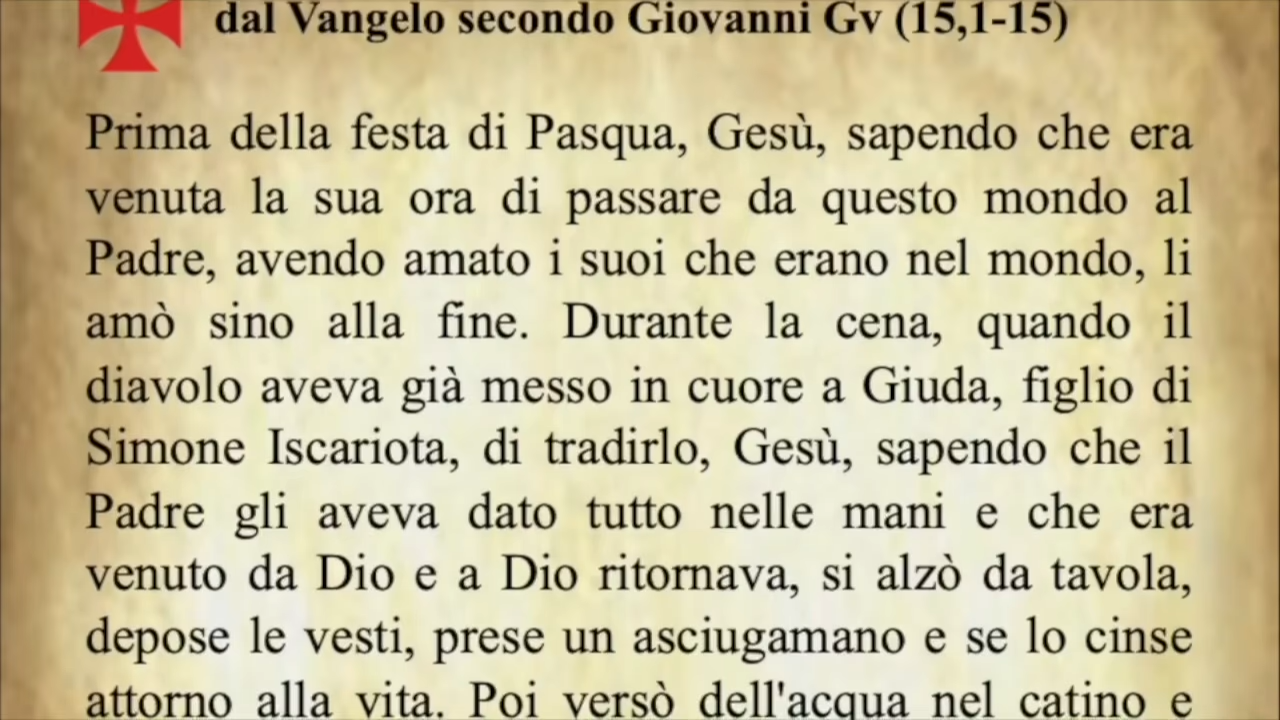 dal Vangelo secondo Giovanni Gv (15,1-15)
Prima della festa di Pasqua, Gesù, sapendo che era
venuta la sua ora di passare da questo mondo al
Padre, avendo amato i suoi che erano nel mondo, li
amò sino alla fine. Durante la cena, quando il
diavolo aveva già messo in cuore a Giuda, figlio di
Simone Iscariota, di tradirlo, Gesù, sapendo che il
Padre gli aveva dato tutto nelle mani e che era
venuto da Dio e a Dio ritornava, si alzò da tavola,
depose le vesti, prese un asciugamano e se lo cinse
attorno alla vita. Poi versò dell'acqua nel catino e